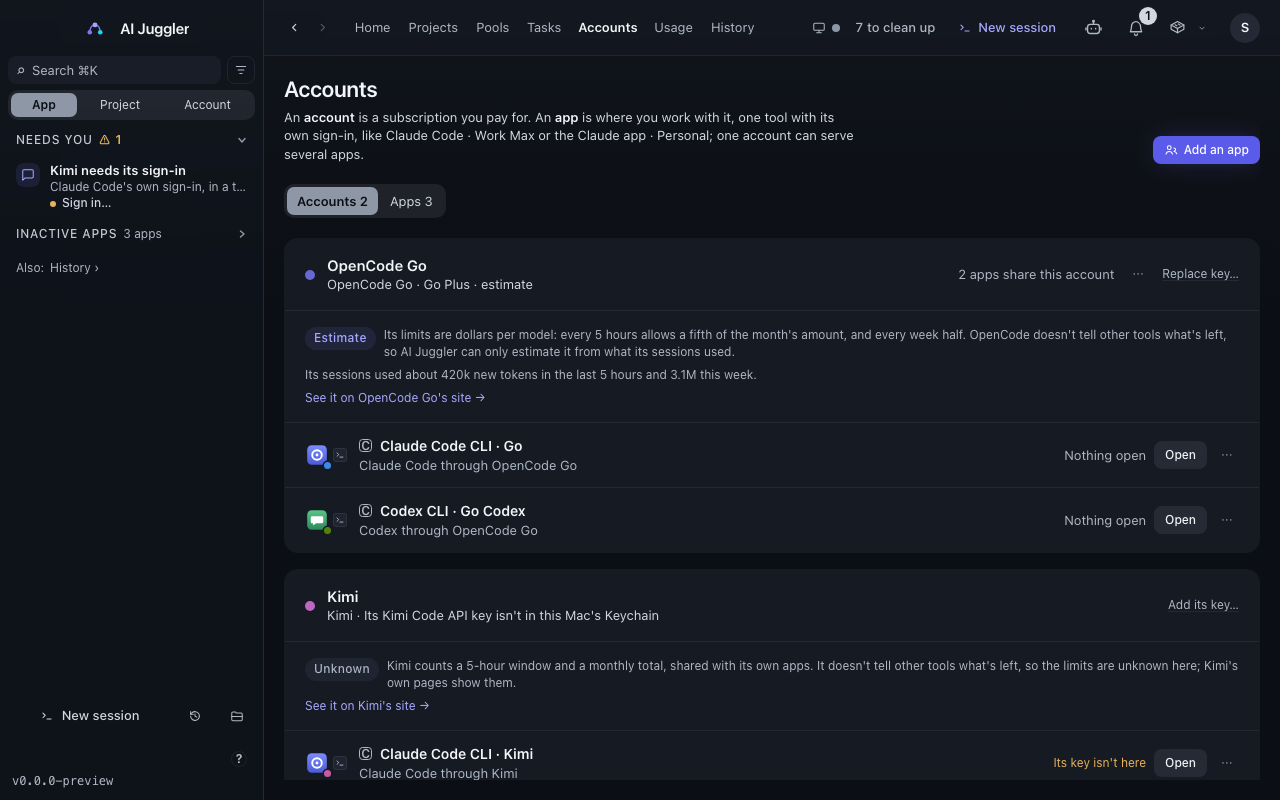 AI Juggler
Search ⌘K
App
Project
Account
NEEDS YOU
1
Kimi needs its sign-in
Claude Code's own sign-in, in a t...
Sign in...
INACTIVE APPS 3 apps
Also: History ›
New session
?
v0.0.0-preview
Home
Projects
Pools
Tasks
Accounts
Usage
History
7 to clean up
New session
1
S
Accounts
An account is a subscription you pay for. An app is where you work with it, one tool with its
own sign-in, like Claude Code · Work Max or the Claude app · Personal; one account can serve
several apps.
Add an app
Accounts 2
Apps 3
OpenCode Go
OpenCode Go · Go Plus · estimate
2 apps share this account
···
Replace key...
Estimate
Its limits are dollars per model: every 5 hours allows a fifth of the month's amount, and every week half. OpenCode doesn't tell other tools what's left,
so AI Juggler can only estimate it from what its sessions used.
Its sessions used about 420k new tokens in the last 5 hours and 3.1M this week.
See it on OpenCode Go's site →
C Claude Code CLI · Go
Claude Code through OpenCode Go
Nothing open
Open
···
C Codex CLI · Go Codex
Codex through OpenCode Go
Nothing open
Open
···
Kimi
Kimi · Its Kimi Code API key isn't in this Mac's Keychain
Add its key...
Unknown
Kimi counts a 5-hour window and a monthly total, shared with its own apps. It doesn't tell other tools what's left, so the limits are unknown here; Kimi's
own pages show them.
See it on Kimi's site →
C Claude Code CLI · Kimi
Claude Code through Kimi
Its key isn't here
Open
···